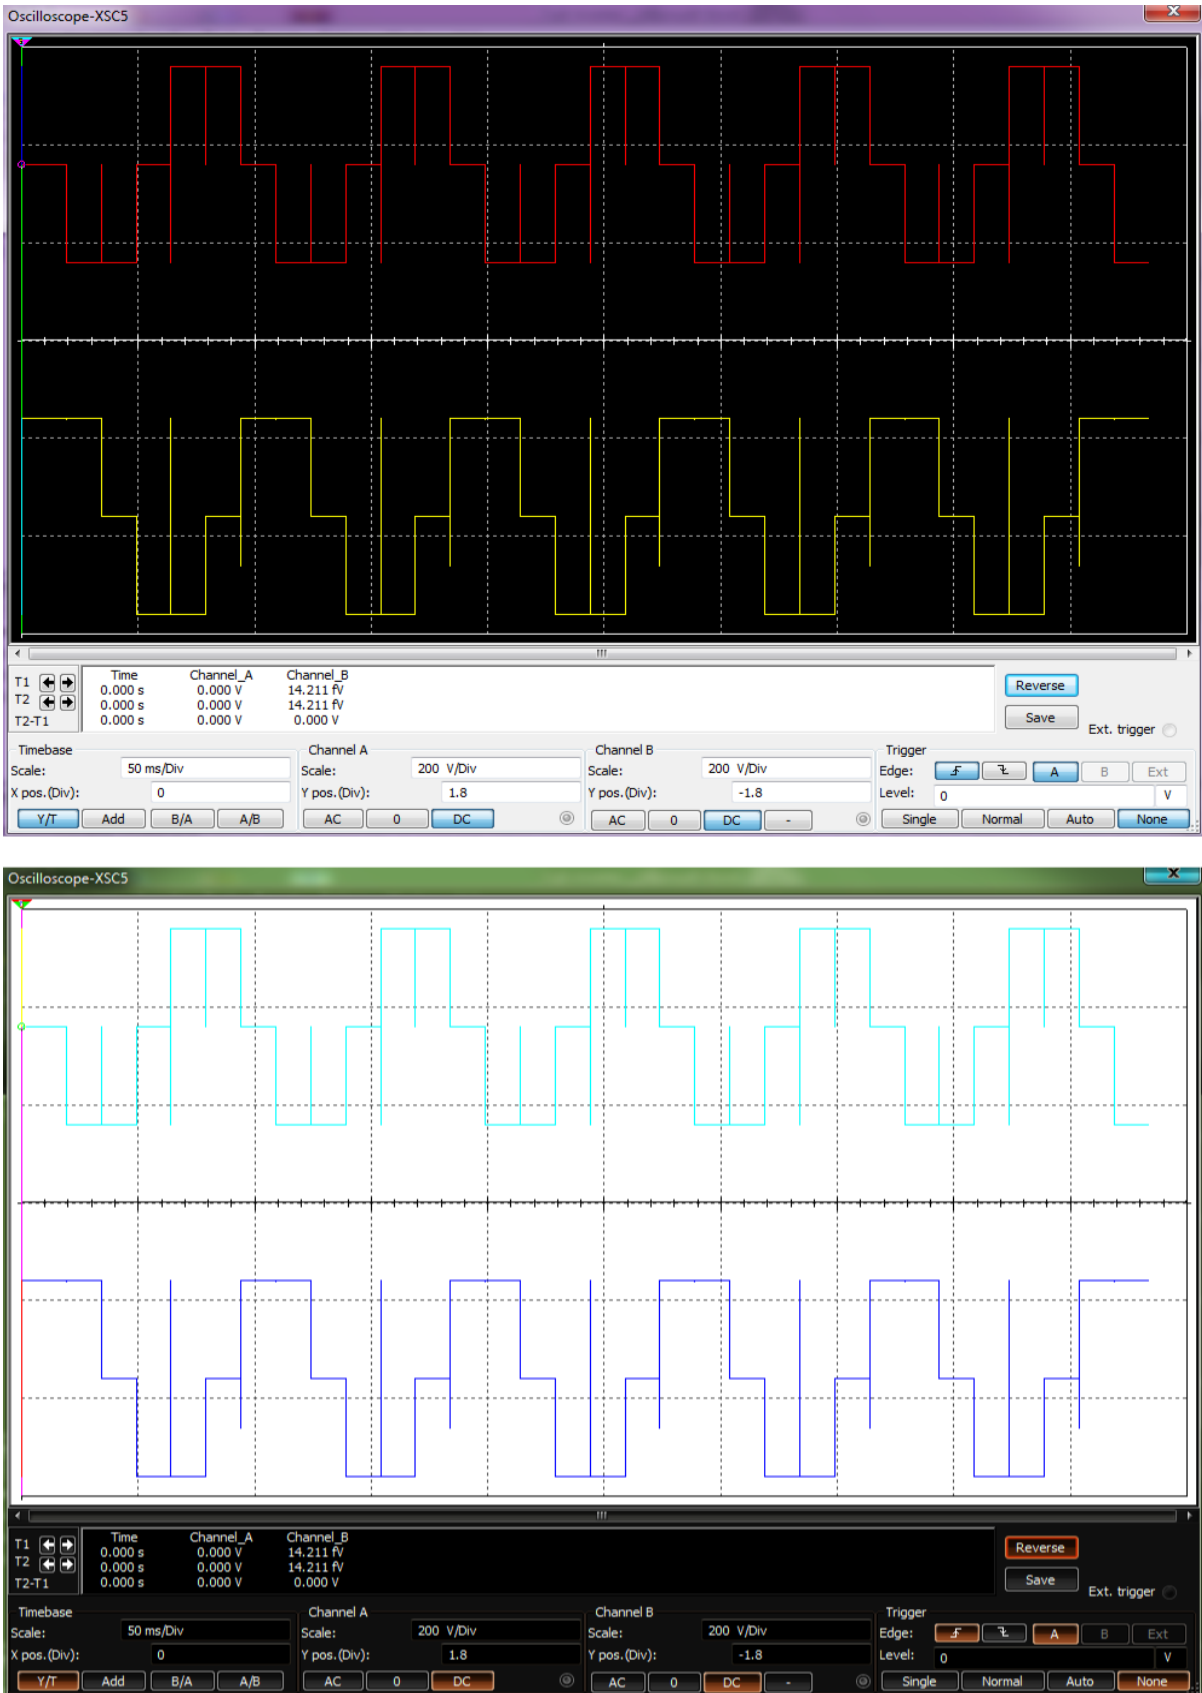 Oscilloscope-XSC5
X
Time Channel_A Channel_B
T1 0.000 s 0.000 V 14.211 fV
T2 0.000 s 0.000 V 14.211 fV
T2-T1 0.000 s 0.000 V 0.000 V
Reverse
Save
Ext. trigger
Timebase Channel A Channel B Trigger
Scale: 50 ms/Div Scale: 200 V/Div Scale: 200 V/Div Edge: A B Ext
X pos.(Div): 0 Y pos.(Div): 1.8 Y pos.(Div): -1.8 Level: 0 V
Y/T Add B/A A/B AC 0 DC AC 0 DC - Single Normal Auto None
Oscilloscope-XSC5
X
Time Channel_A Channel_B
T1 0.000 s 0.000 V 14.211 fV
T2 0.000 s 0.000 V 14.211 fV
T2-T1 0.000 s 0.000 V 0.000 V
Reverse
Save
Ext. trigger
Timebase Channel A Channel B Trigger
Scale: 50 ms/Div Scale: 200 V/Div Scale: 200 V/Div Edge: A B Ext
X pos.(Div): 0 Y pos.(Div): 1.8 Y pos.(Div): -1.8 Level: 0 V
Y/T Add B/A A/B AC 0 DC AC 0 DC - Single Normal Auto None